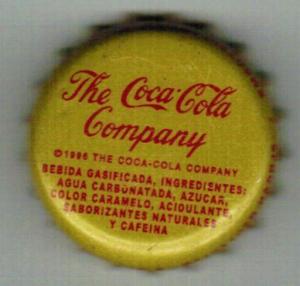 The Coca-Cola
Company
©1996 THE COCA-COLA COMPANY
BEBIDA GASIFICADA, INGREDIENTES:
AGUA CARBONATADA, AZUCAR,
COLOR CARAMELO, ACIDULANTE,
SABORIZANTES NATURALES
Y CAFEINA